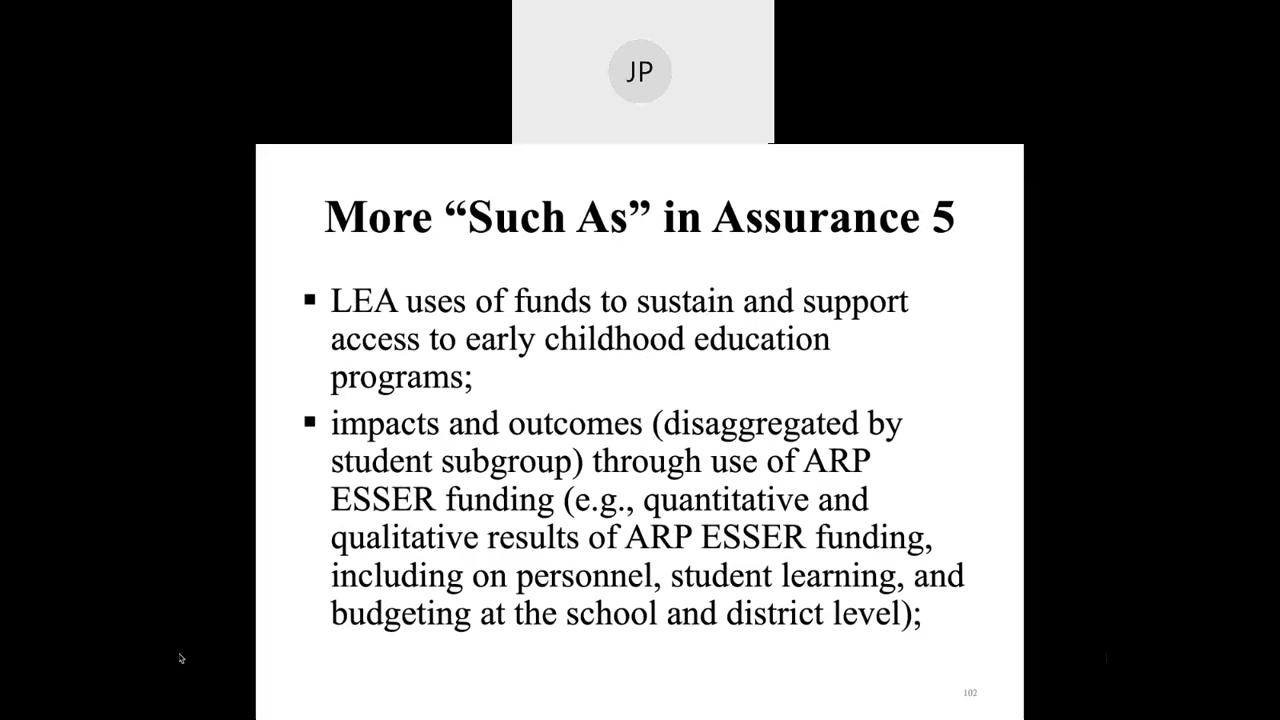 JP
More “Such As” in Assurance 5
▪ LEA uses of funds to sustain and support
access to early childhood education
programs;
▪ impacts and outcomes (disaggregated by
student subgroup) through use of ARP
ESSER funding (e.g., quantitative and
qualitative results of ARP ESSER funding,
including on personnel, student learning, and
budgeting at the school and district level);
102